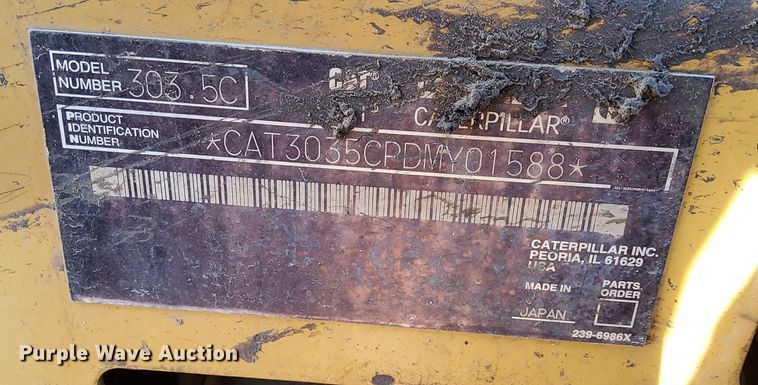 MODEL NUMBER 303.5C
CAT®
CATERPILLAR®
PRODUCT IDENTIFICATION NUMBER *CAT3035CPDMY01588*
CATERPILLAR INC.
PEORIA, IL 61629
USA
MADE IN
PARTS ORDER
JAPAN
239-6986X
Purple Wave Auction